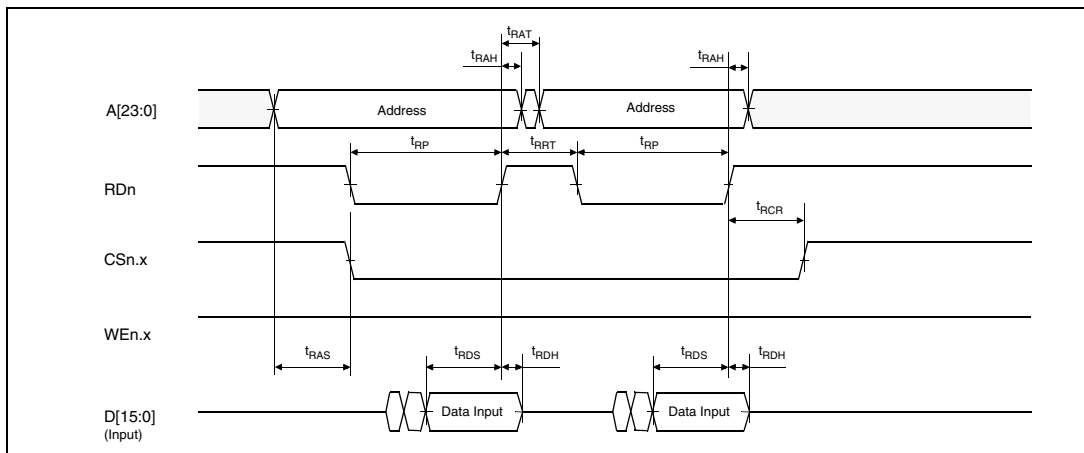 tRAT
tRAH
tRAH
A[23:0]
Address
Address
tRP
tRRT
tRP
RDn
tRCR
CSn.x
WEn.x
tRAS
tRDS
tRDH
tRDS
tRDH
D[15:0]
(Input)
Data Input
Data Input